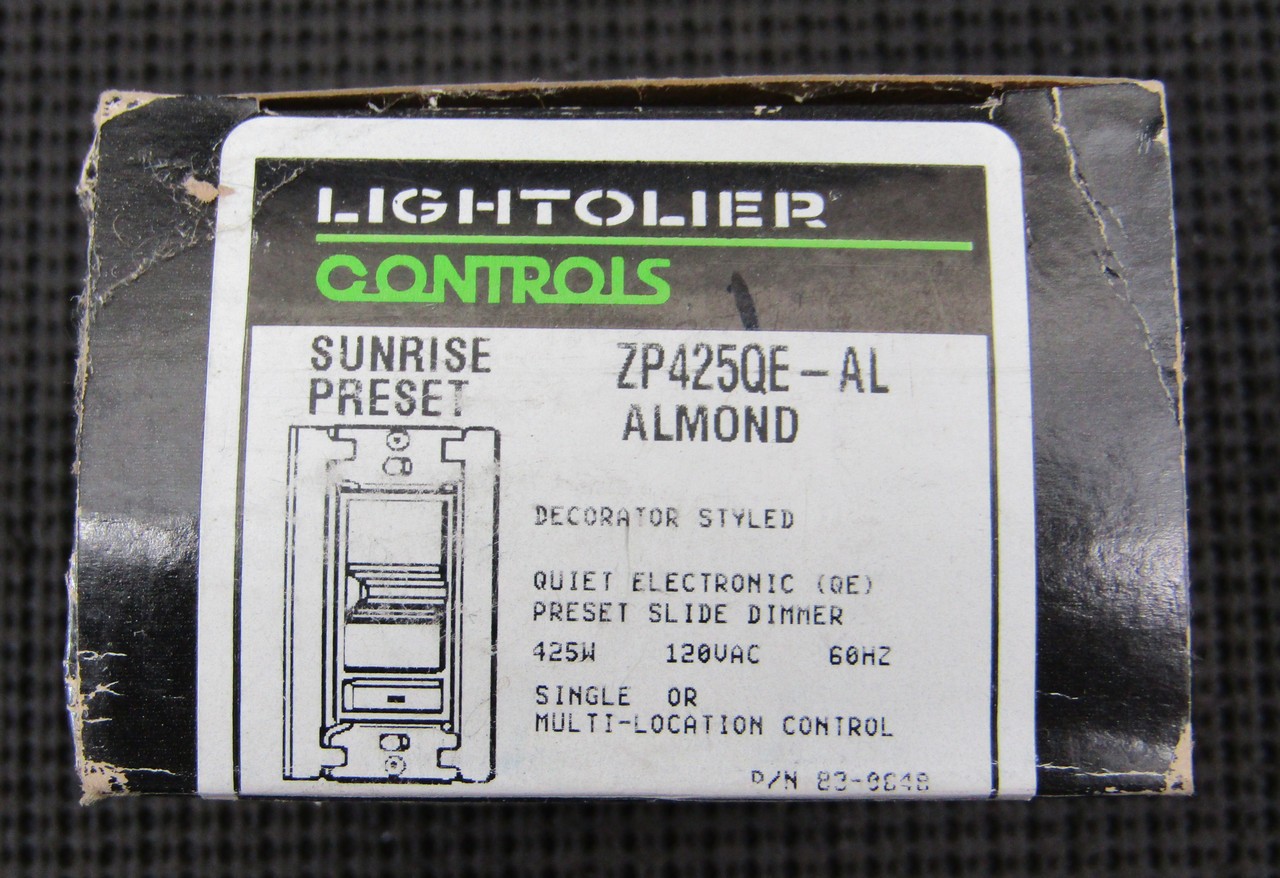 LIGHTOLIER
CONTROLS
SUNRISE
PRESET
ZP425QE-AL
ALMOND
DECORATOR STYLED
QUIET ELECTRONIC (QE)
PRESET SLIDE DIMMER
425W 120VAC 60HZ
SINGLE OR
MULTI-LOCATION CONTROL
P/N